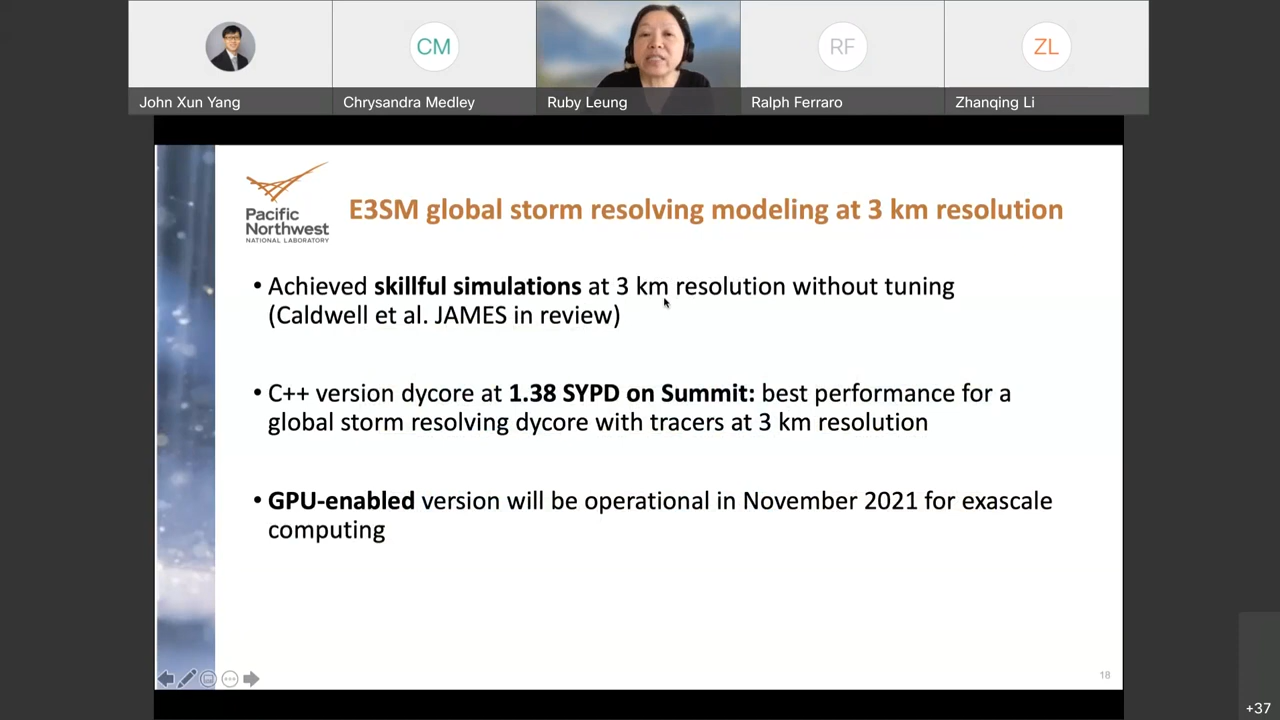 CM
RF
ZL
John Xun Yang
Chrysandra Medley
Ruby Leung
Ralph Ferraro
Zhanqing Li
Pacific
Northwest
NATIONAL LABORATORY
E3SM global storm resolving modeling at 3 km resolution
• Achieved skillful simulations at 3 km resolution without tuning
(Caldwell et al. JAMES in review)
• C++ version dycore at 1.38 SYPD on Summit: best performance for a
global storm resolving dycore with tracers at 3 km resolution
• GPU-enabled version will be operational in November 2021 for exascale
computing
18
+37